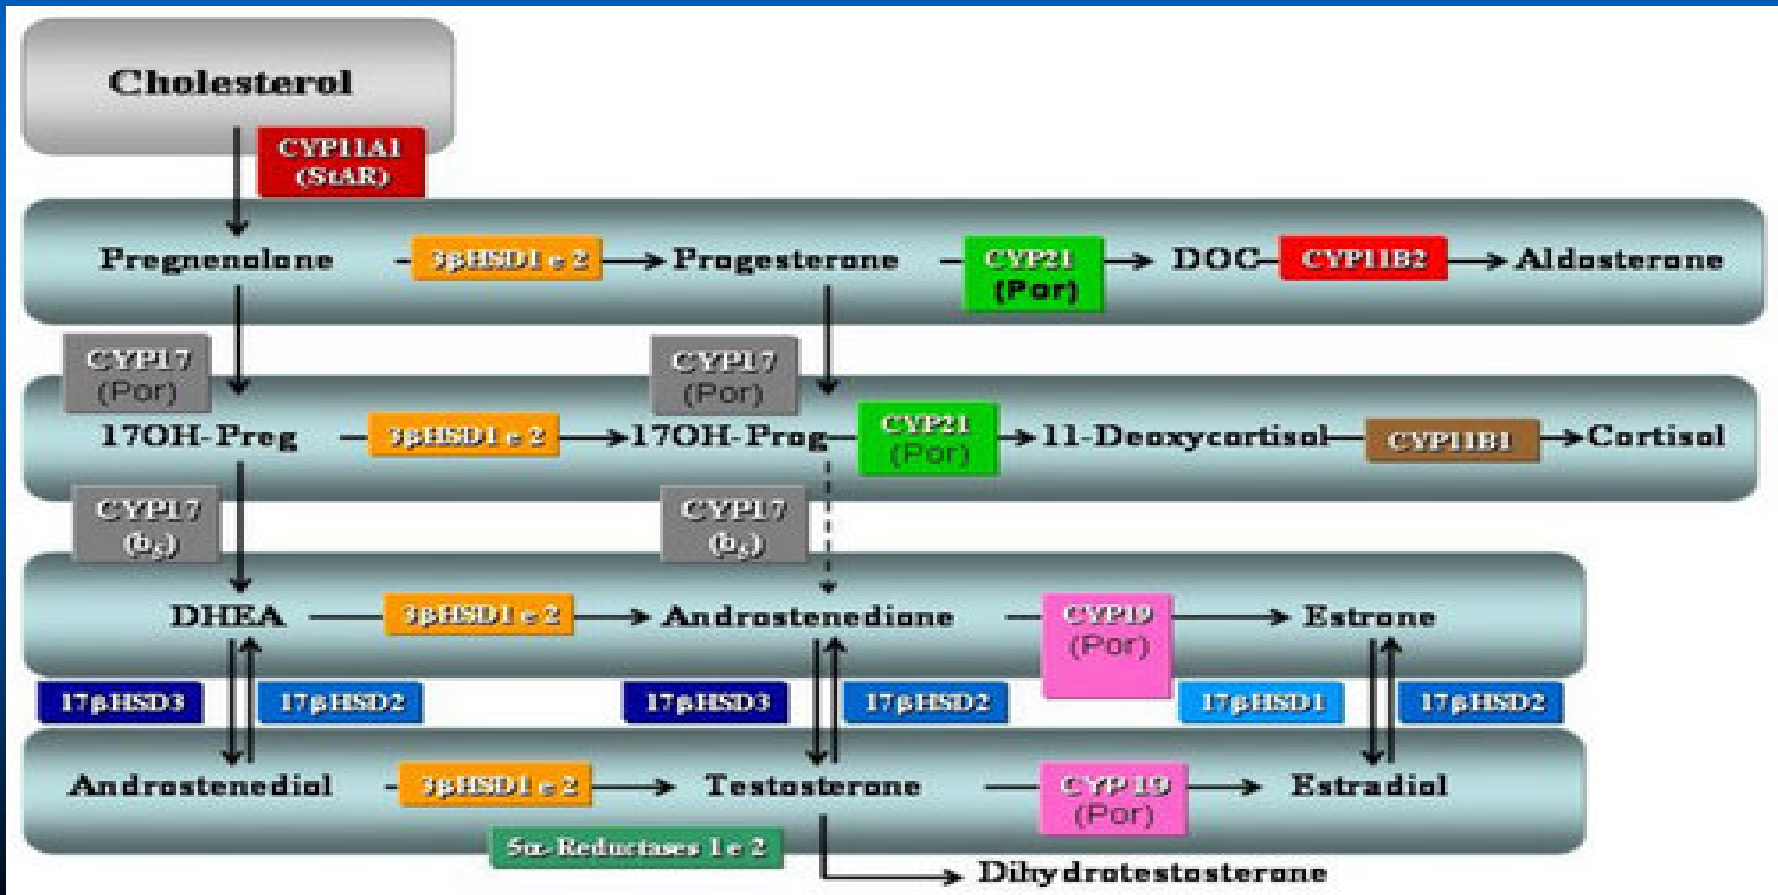 Cholesterol
CYP11A1
(StAR)
Pregnenolone 3βHSD1 e 2 Progesterone CYP21 DOC CYP11B2 Aldosterone
(Por)
CYP17 CYP17
(Por) (Por)
17OH-Preg 3βHSD1 e 2 17OH-Prog CYP21 11-Deoxycortisol CYP11B1 Cortisol
(Por)
CYP17 CYP17
(b₅) (b₅)
DHEA 3βHSD1 e 2 Androstenedione CYP19 Estrone
(Por)
17βHSD3 17βHSD2 17βHSD3 17βHSD2 17βHSD1 17βHSD2
Androstenediol 3βHSD1 e 2 Testosterone CYP19 Estradiol
(Por)
5α-Reductases 1 e 2
Dihydrotestosterone